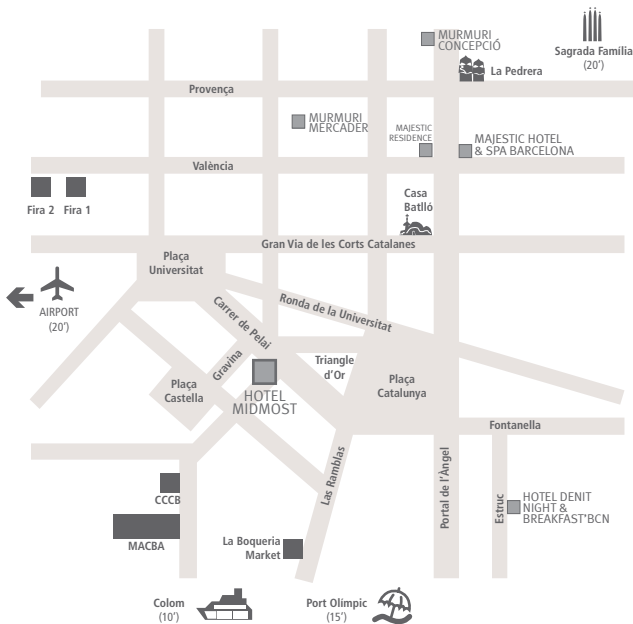 MURMURI
CONCEPCIÓ
Sagrada Família
(20')
La Pedrera
Provença
MURMURI
MERCADER
MAJESTIC
RESIDENCE
MAJESTIC HOTEL
& SPA BARCELONA
València
Fira 2
Fira 1
Casa
Batlló
Gran Via de les Corts Catalanes
Plaça
Universitat
AIRPORT
(20')
Ronda de la Universitat
Carrer de Pelai
Gravina
Triangle
d'Or
Plaça
Catalunya
Plaça
Castella
HOTEL
MIDMOST
Fontanella
Las Ramblas
Portal de l'Àngel
Estruc
HOTEL DENIT
NIGHT &
BREAKFAST'BCN
CCCB
MACBA
La Boqueria
Market
Colom
(10')
Port Olímpic
(15')